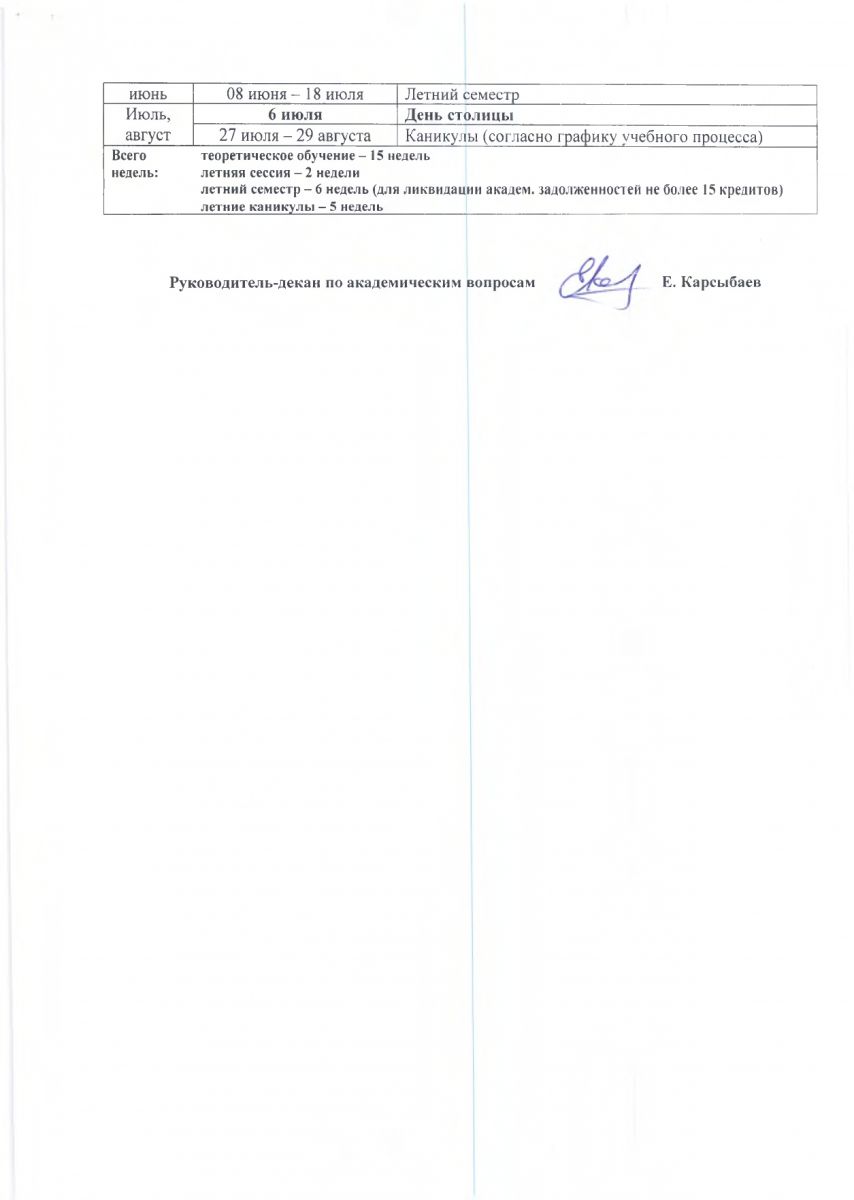 июнь 08 июня – 18 июля Летний семестр
Июль, 6 июля День столицы
август 27 июля – 29 августа Каникулы (согласно графику учебного процесса)
Всего теоретическое обучение – 15 недель
недель: летняя сессия – 2 недели
летний семестр – 6 недель (для ликвидации академ. задолженностей не более 15 кредитов)
летние каникулы – 5 недель
Руководитель-декан по академическим вопросам Е. Карсыбаев